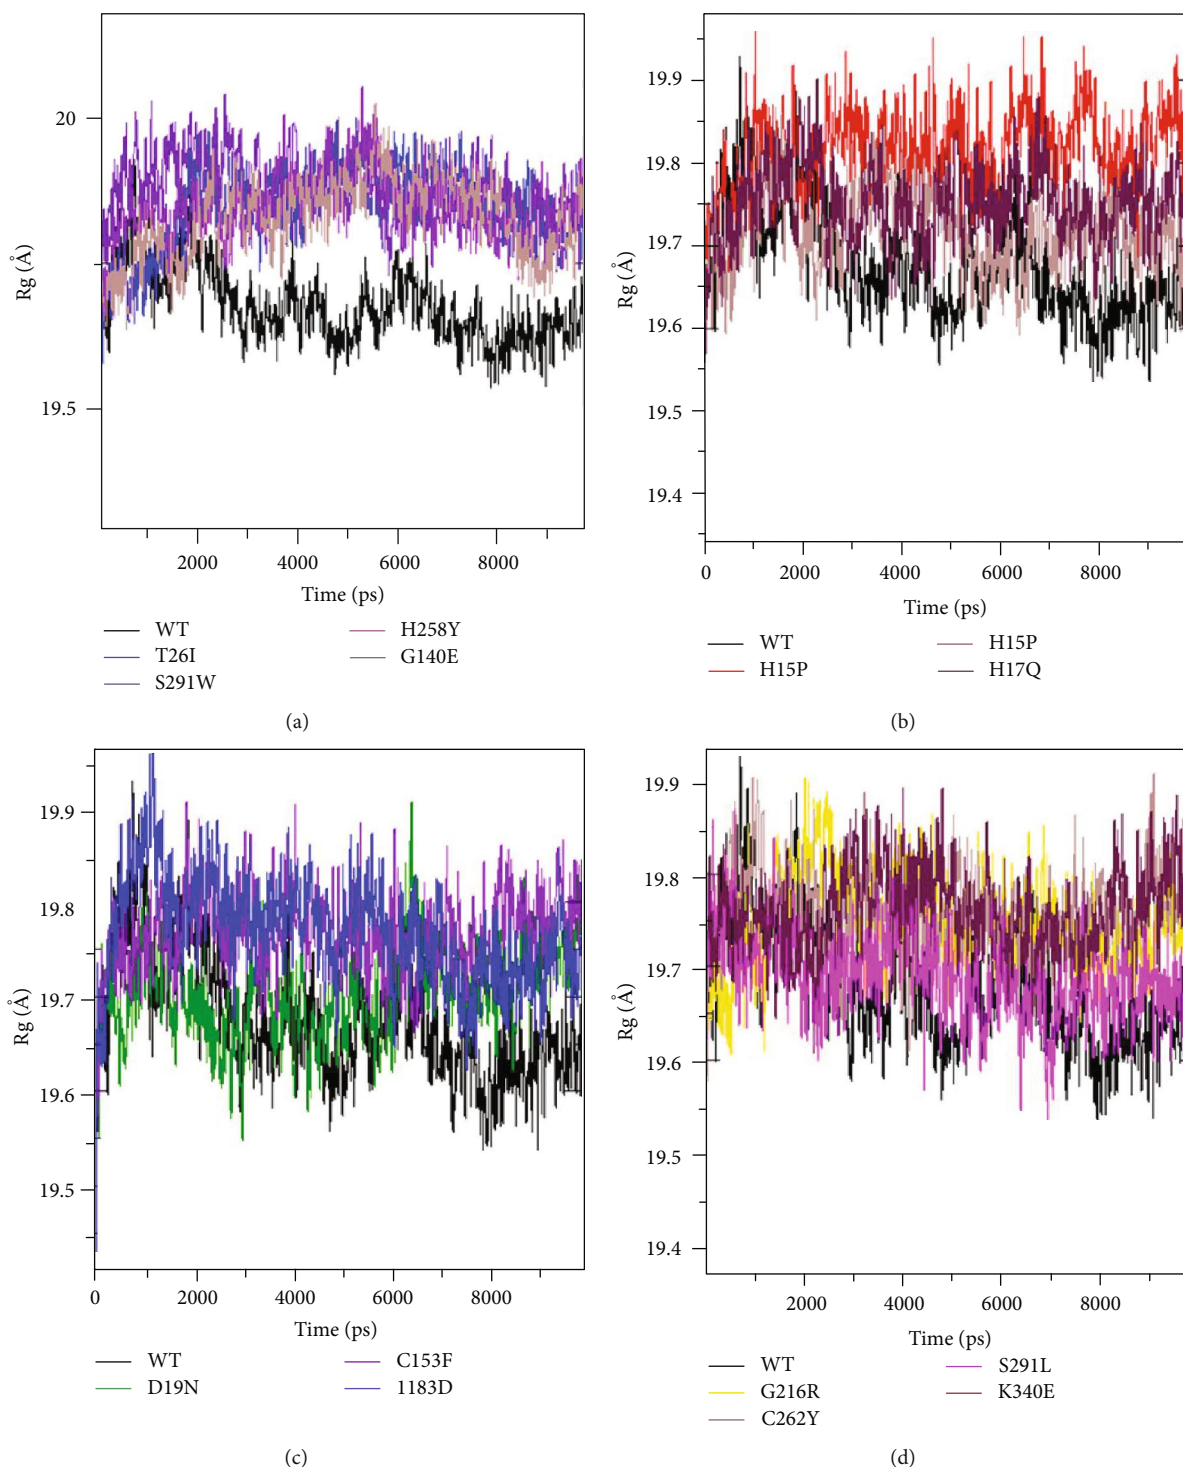 20
19.5
Rg (Å)
2000 4000 6000 8000
Time (ps)
WT H258Y
T26I G140E
S291W
(a)
19.9
19.8
19.7
19.6
19.5
19.4
Rg (Å)
0 2000 4000 6000 8000
Time (ps)
WT H15P
H15P H17Q
(b)
19.9
19.8
19.7
19.6
19.5
Rg (Å)
0 2000 4000 6000 8000
Time (ps)
WT C153F
D19N 1183D
(c)
19.9
19.8
19.7
19.6
19.5
19.4
Rg (Å)
2000 4000 6000 8000
Time (ps)
WT S291L
G216R K340E
C262Y
(d)